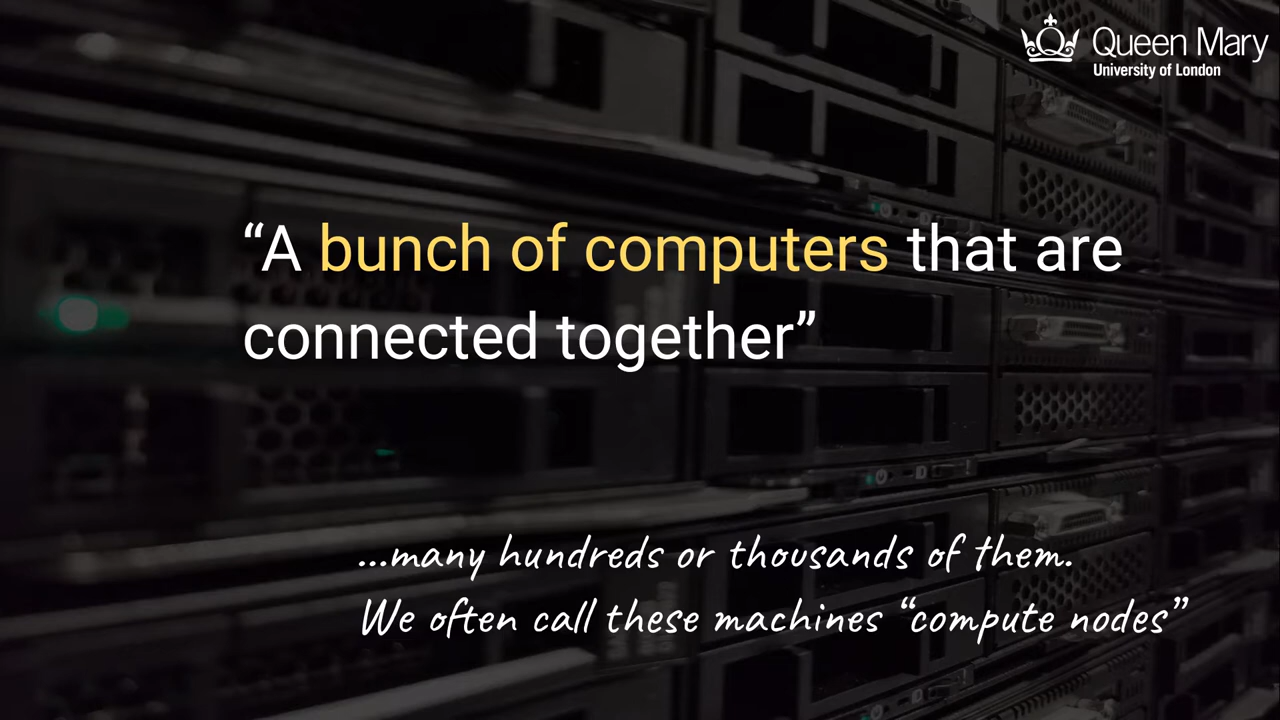 Queen Mary
University of London
“A bunch of computers that are
connected together”
...many hundreds or thousands of them.
We often call these machines “compute nodes”